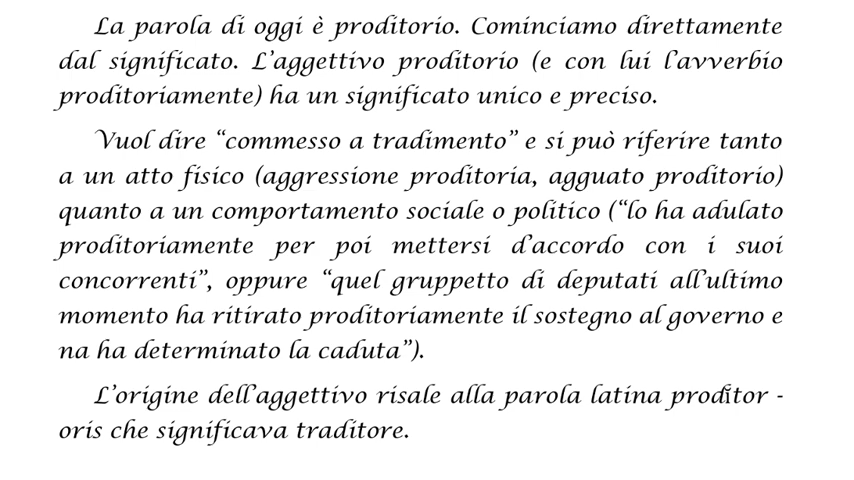 La parola di oggi è proditorio. Cominciamo direttamente
dal significato. L’aggettivo proditorio (e con lui l’avverbio
proditoriamente) ha un significato unico e preciso.
Vuol dire “commesso a tradimento” e si può riferire tanto
a un atto fisico (aggressione proditoria, agguato proditorio)
quanto a un comportamento sociale o politico (“lo ha adulato
proditoriamente per poi mettersi d’accordo con i suoi
concorrenti”, oppure “quel gruppetto di deputati all’ultimo
momento ha ritirato proditoriamente il sostegno al governo e
na ha determinato la caduta”).
L’origine dell’aggettivo risale alla parola latina prodĭtor -
oris che significava traditore.